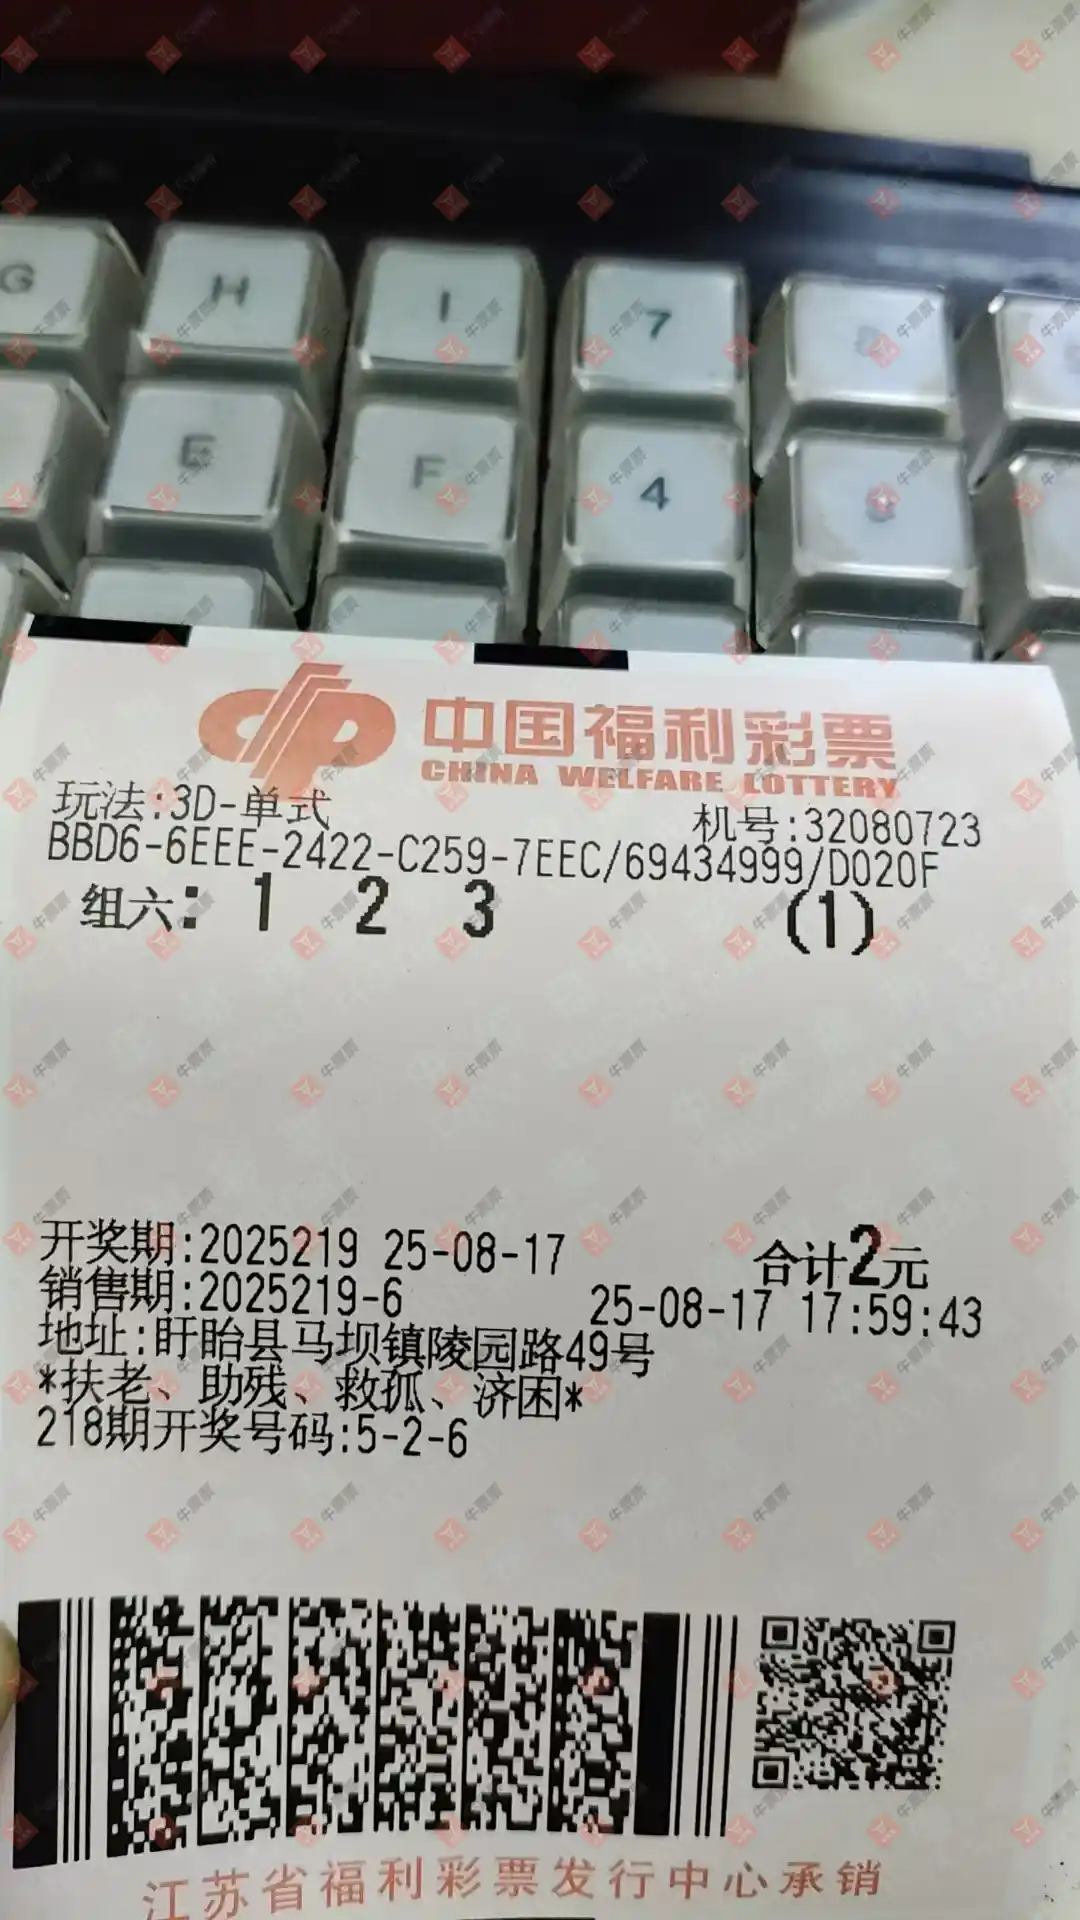 G H I 7
E F 4
中国福利彩票
CHINA WELFARE LOTTERY
玩法:3D-单式
机号:32080723
BBD6-6EEE-2422-C259-7EEC/69434999/D020F
组六: 1 2 3 (1)
开奖期:2025219 25-08-17
合计2元
销售期:2025219-6
25-08-17 17:59:43
地址:盱眙县马坝镇陵园路49号
*扶老、助残、救孤、济困*
218期开奖号码:5-2-6
江苏省福利彩票发行中心承销
牛票票